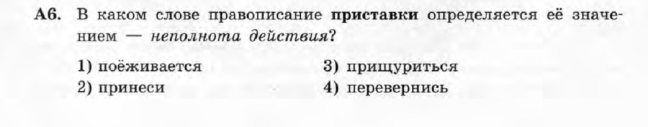 А6. В каком слове правописание приставки определяется её значе-
нием — неполнота действия?
1) поёживается 3) прищуриться
2) принеси 4) перевернись